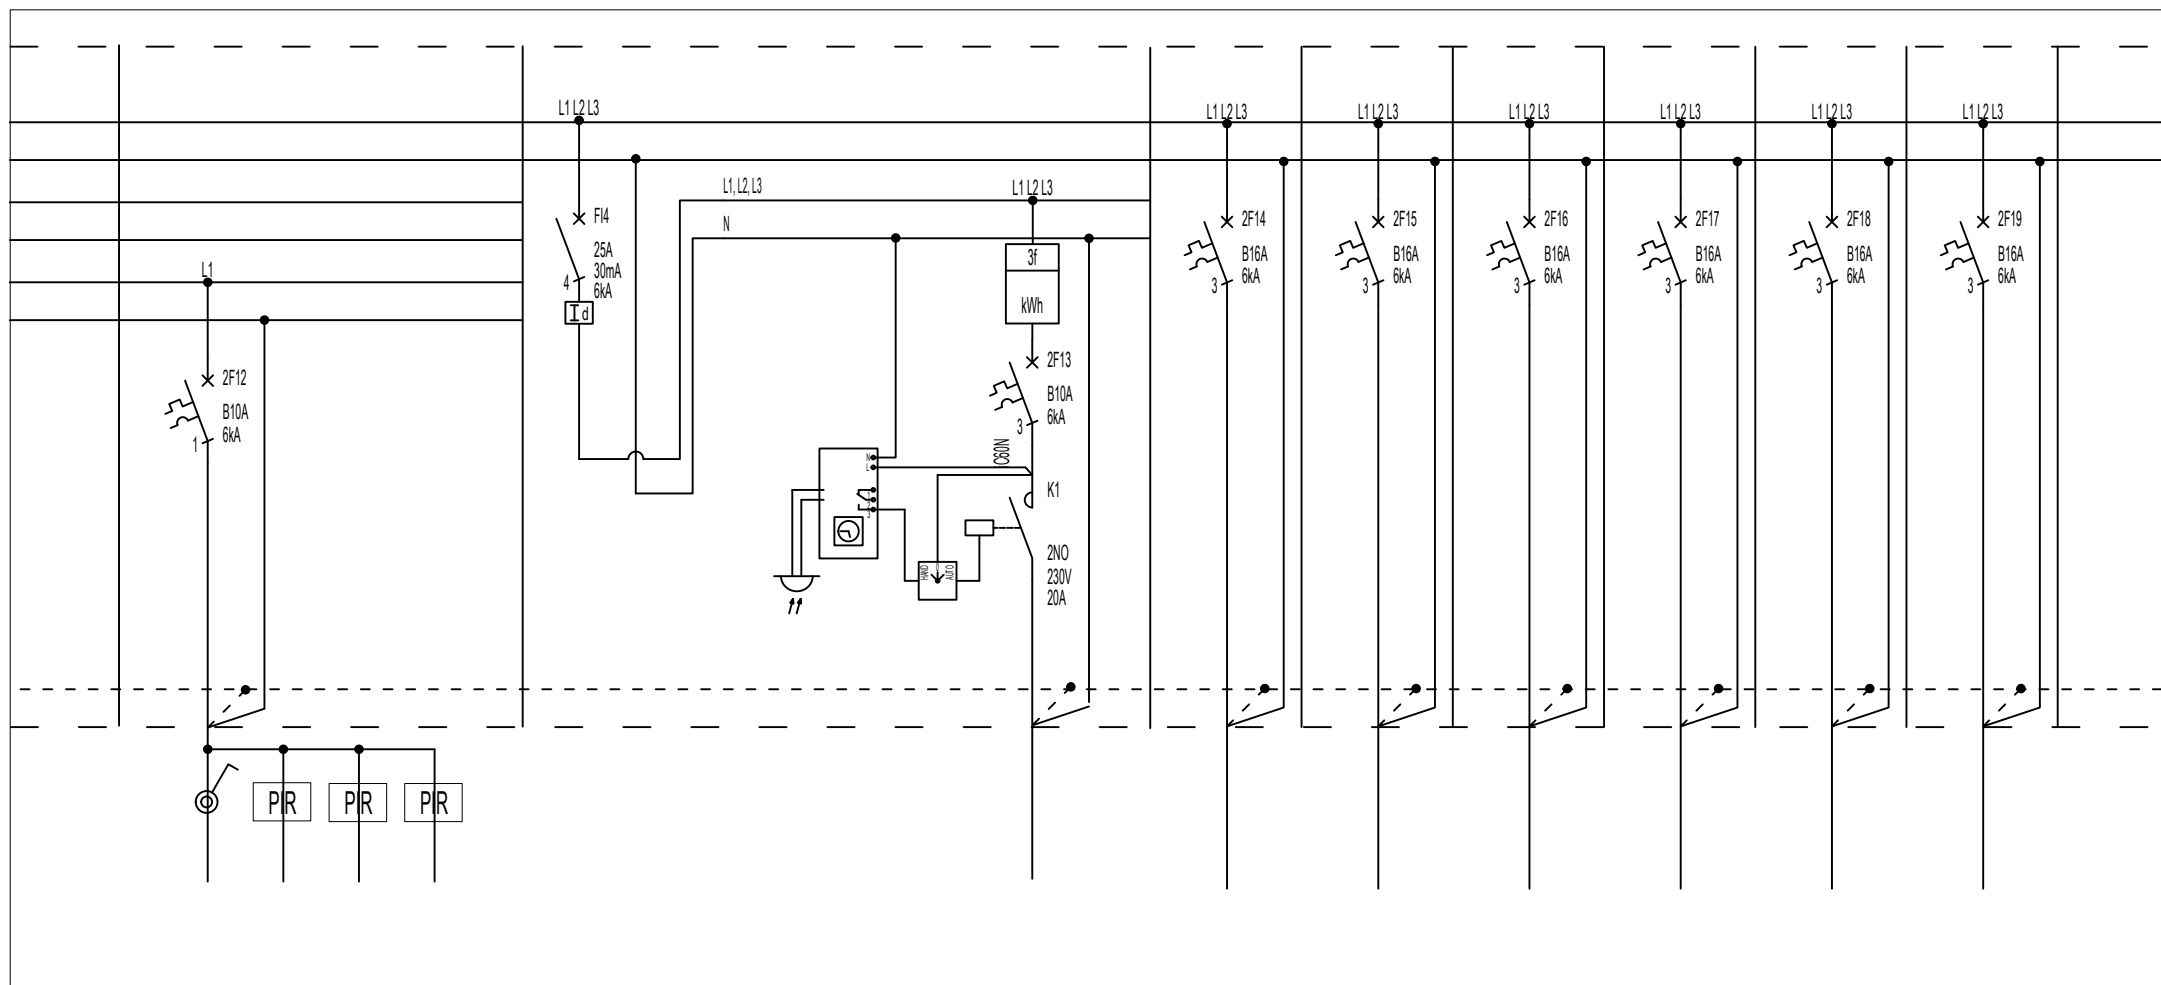 L1 L2 L3
L1 L2 L3
L1 L2 L3
L1 L2 L3
L1 L2 L3
L1 L2 L3
L1 L2 L3
L1, L2, L3
L1 L2 L3
N
L1
FI4
25A
30mA
6kA
4
I d
3f
kWh
2F12
B10A
6kA
1
2F13
B10A
6kA
3
C60N
K1
2NO
230V
20A
N
L
1
2
3
HAND
AUTO
2F14
B16A
6kA
3
2F15
B16A
6kA
3
2F16
B16A
6kA
3
2F17
B16A
6kA
3
2F18
B16A
6kA
3
2F19
B16A
6kA
3
PIR
PIR
PIR